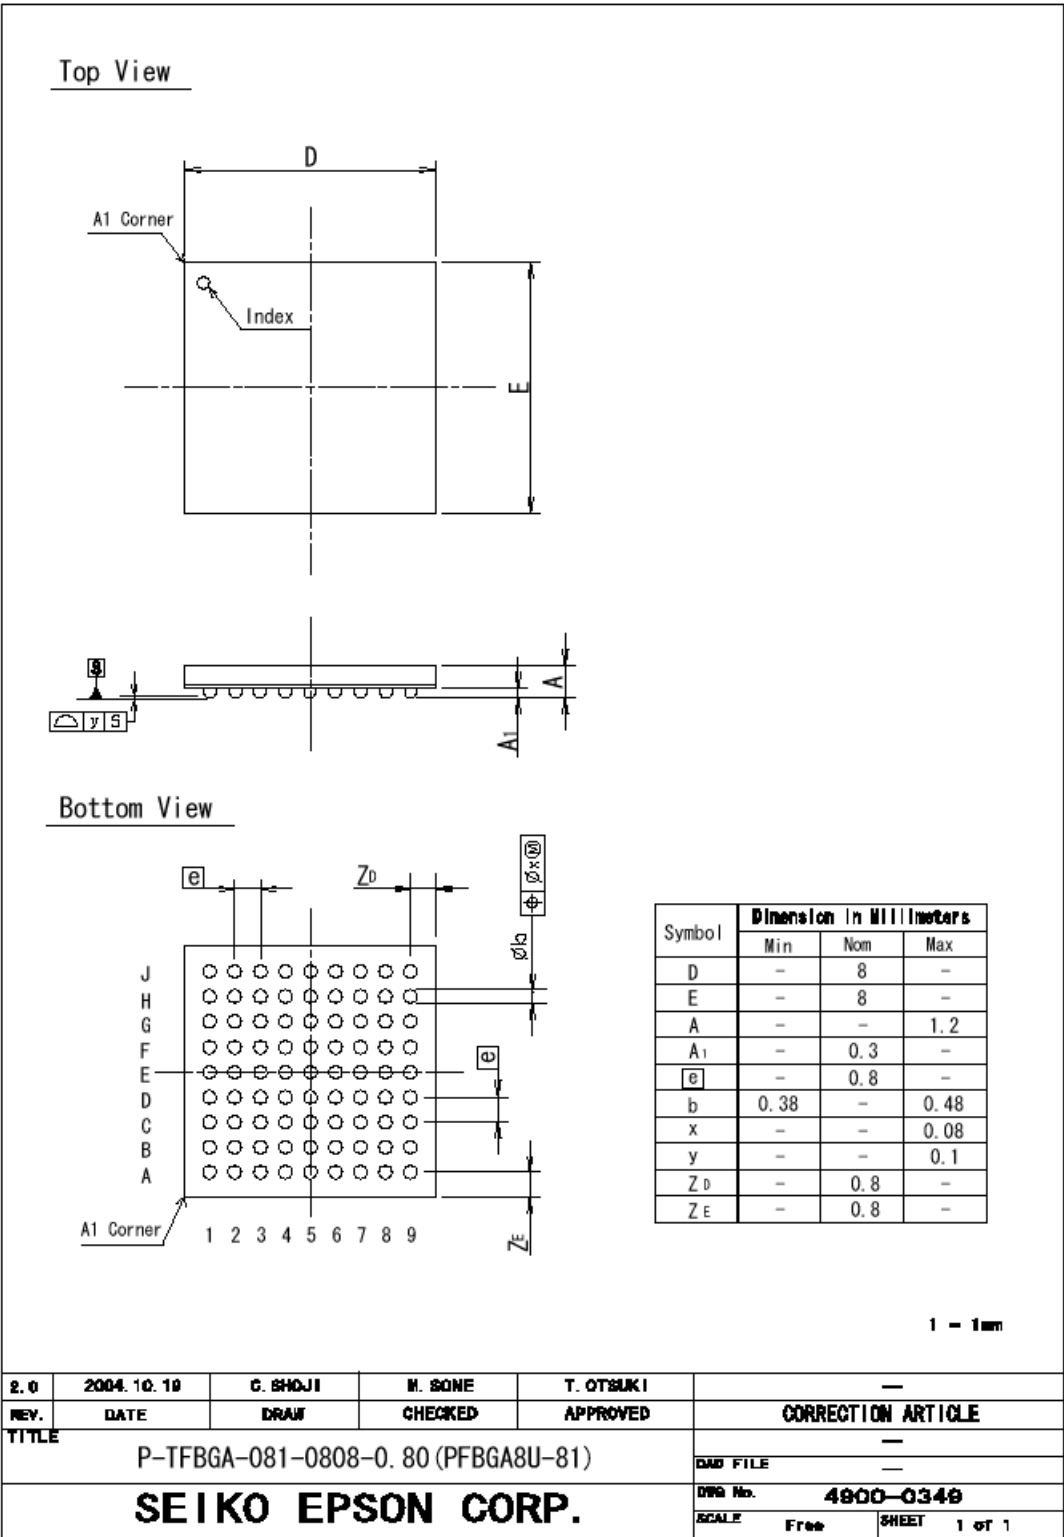 Top View
D
A1 Corner
Index
E
S
y S
A
A1
Bottom View
e
ZD
⌖ Øx Ⓜ
Øb
J
H
G
F
E
D
C
B
A
e
A1 Corner
1 2 3 4 5 6 7 8 9
ZE
Symbol Dimension in Millimeters
Min Nom Max
D – 8 –
E – 8 –
A – – 1.2
A1 – 0.3 –
e – 0.8 –
b 0.38 – 0.48
x – – 0.08
y – – 0.1
ZD – 0.8 –
ZE – 0.8 –
1 = 1mm
2.0 2004.10.19 C. SHOJI M. SONE T. OTSUKI —
REV. DATE DRAW CHECKED APPROVED CORRECTION ARTICLE
TITLE —
P-TFBGA-081-0808-0.80(PFBGA8U-81)
CAD FILE —
SEIKO EPSON CORP.
DWG No. 4900-0349
SCALE Free SHEET 1 of 1